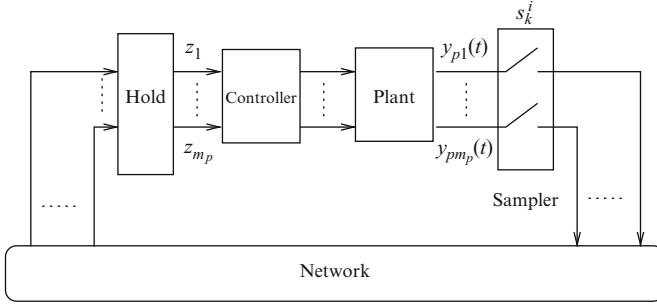 s_k^i
z_1
y_{p1}(t)
Hold
Controller
Plant
z_{m_p}
y_{pm_p}(t)
Sampler
Network